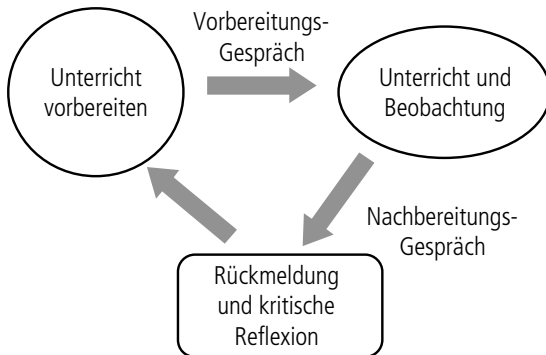 Vorbereitungs-
Gespräch
Unterricht
vorbereiten
Unterricht und
Beobachtung
Nachbereitungs-
Gespräch
Rückmeldung
und kritische
Reflexion